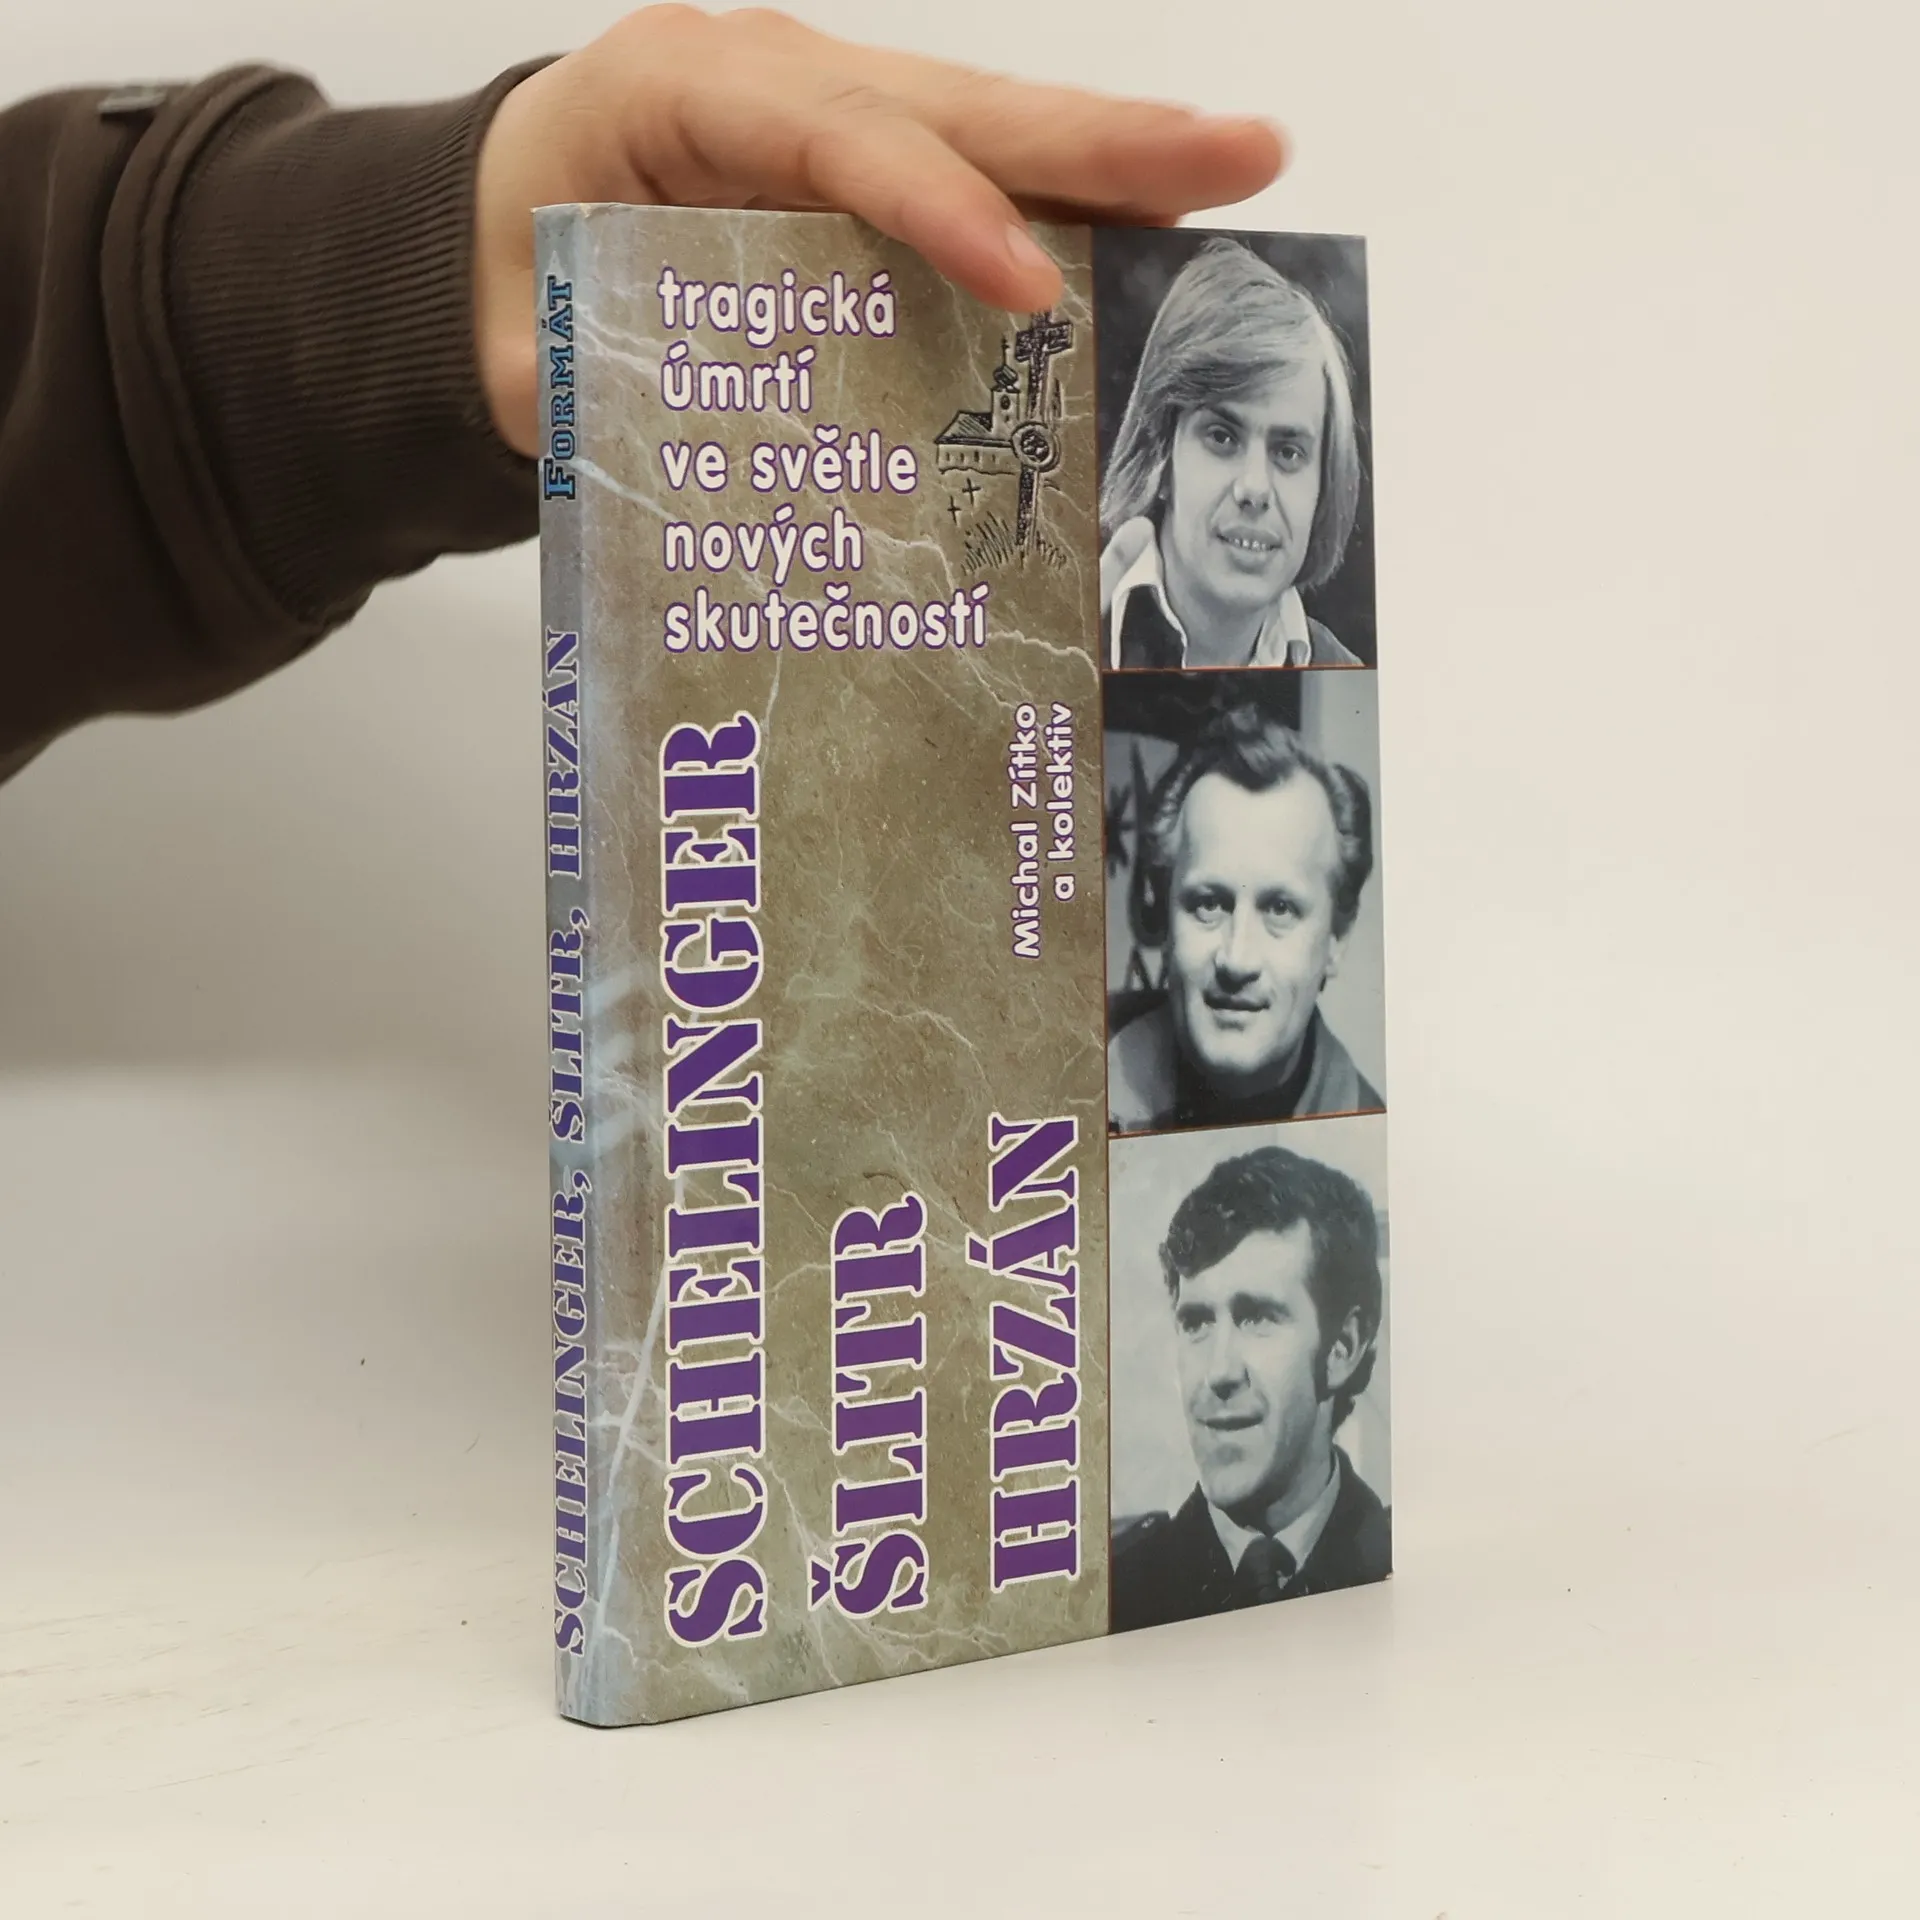 FORMÁT
SCHELINGER, ŠLITR, HRZÁN
tragická
úmrtí
ve světle
nových
skutečností
Michal Zítko
a kolektiv
SCHELINGER
ŠLITR
HRZÁN